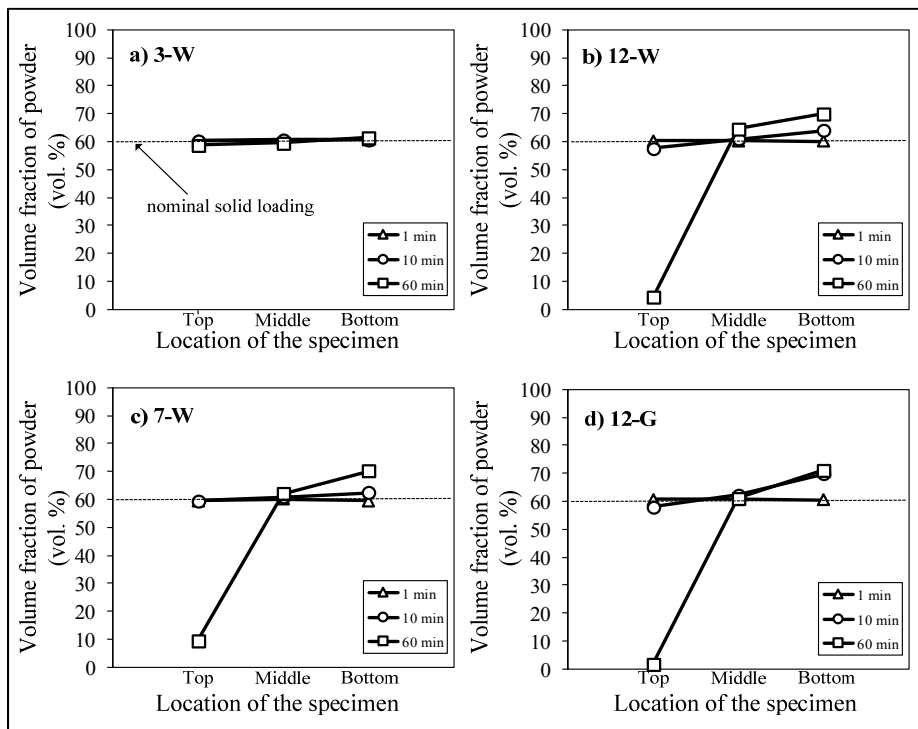 a) 3-W
Volume fraction of powder
(vol. %)
100
90
80
70
60
50
40
30
20
10
0
nominal solid loading
1 min
10 min
60 min
Top Middle Bottom
Location of the specimen
b) 12-W
Volume fraction of powder
(vol. %)
100
90
80
70
60
50
40
30
20
10
0
1 min
10 min
60 min
Top Middle Bottom
Location of the specimen
c) 7-W
Volume fraction of powder
(vol. %)
100
90
80
70
60
50
40
30
20
10
0
1 min
10 min
60 min
Top Middle Bottom
Location of the specimen
d) 12-G
Volume fraction of powder
(vol. %)
100
90
80
70
60
50
40
30
20
10
0
1 min
10 min
60 min
Top Middle Bottom
Location of the specimen